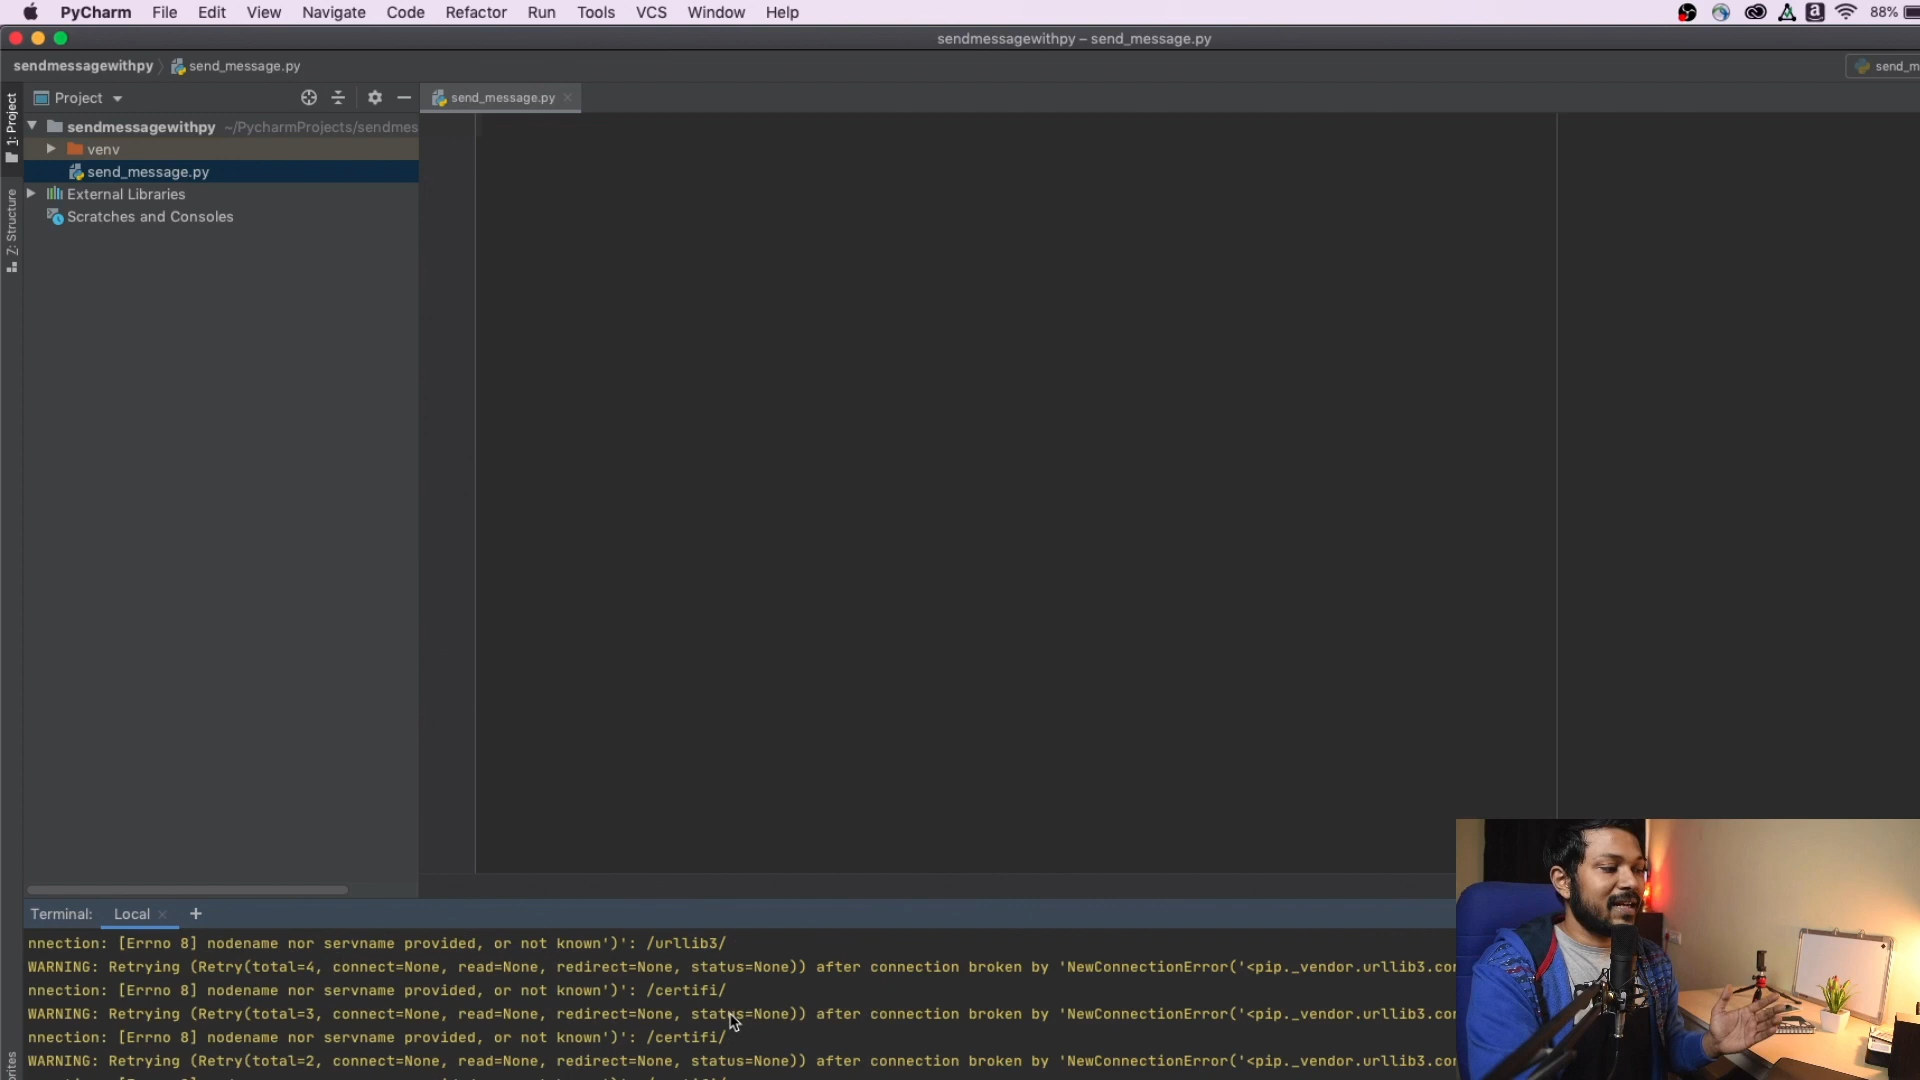 PyCharm File Edit View Navigate Code Refactor Run Tools VCS Window Help 88%
sendmessagewithpy – send_message.py
sendmessagewithpy send_message.py send_m
1: Project
Project
send_message.py
sendmessagewithpy ~/PycharmProjects/sendmes
venv
send_message.py
External Libraries
Scratches and Consoles
7: Structure
Terminal: Local +
nnection: [Errno 8] nodename nor servname provided, or not known')': /urllib3/
WARNING: Retrying (Retry(total=4, connect=None, read=None, redirect=None, status=None)) after connection broken by 'NewConnectionError('<pip._vendor.urllib3.con
nnection: [Errno 8] nodename nor servname provided, or not known')': /certifi/
WARNING: Retrying (Retry(total=3, connect=None, read=None, redirect=None, status=None)) after connection broken by 'NewConnectionError('<pip._vendor.urllib3.con
nnection: [Errno 8] nodename nor servname provided, or not known')': /certifi/
WARNING: Retrying (Retry(total=2, connect=None, read=None, redirect=None, status=None)) after connection broken by 'NewConnectionError('<pip._vendor.urllib3.con